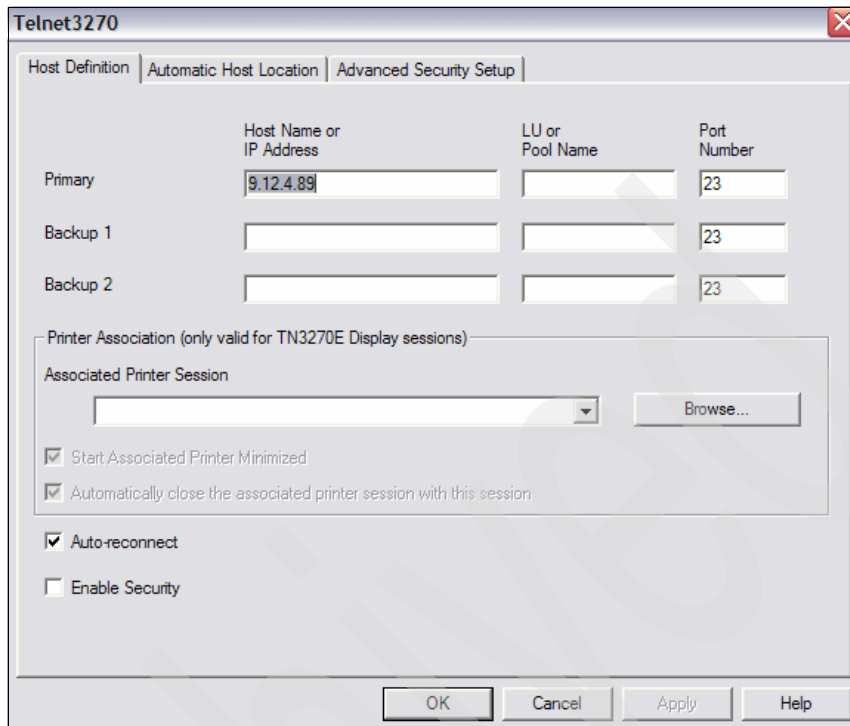 Telnet3270
Host Definition Automatic Host Location Advanced Security Setup
Host Name or IP Address LU or Pool Name Port Number
Primary 9.12.4.89 23
Backup 1 23
Backup 2 23
Printer Association (only valid for TN3270E Display sessions)
Associated Printer Session
Browse...
Start Associated Printer Minimized
Automatically close the associated printer session with this session
Auto-reconnect
Enable Security
OK Cancel Apply Help